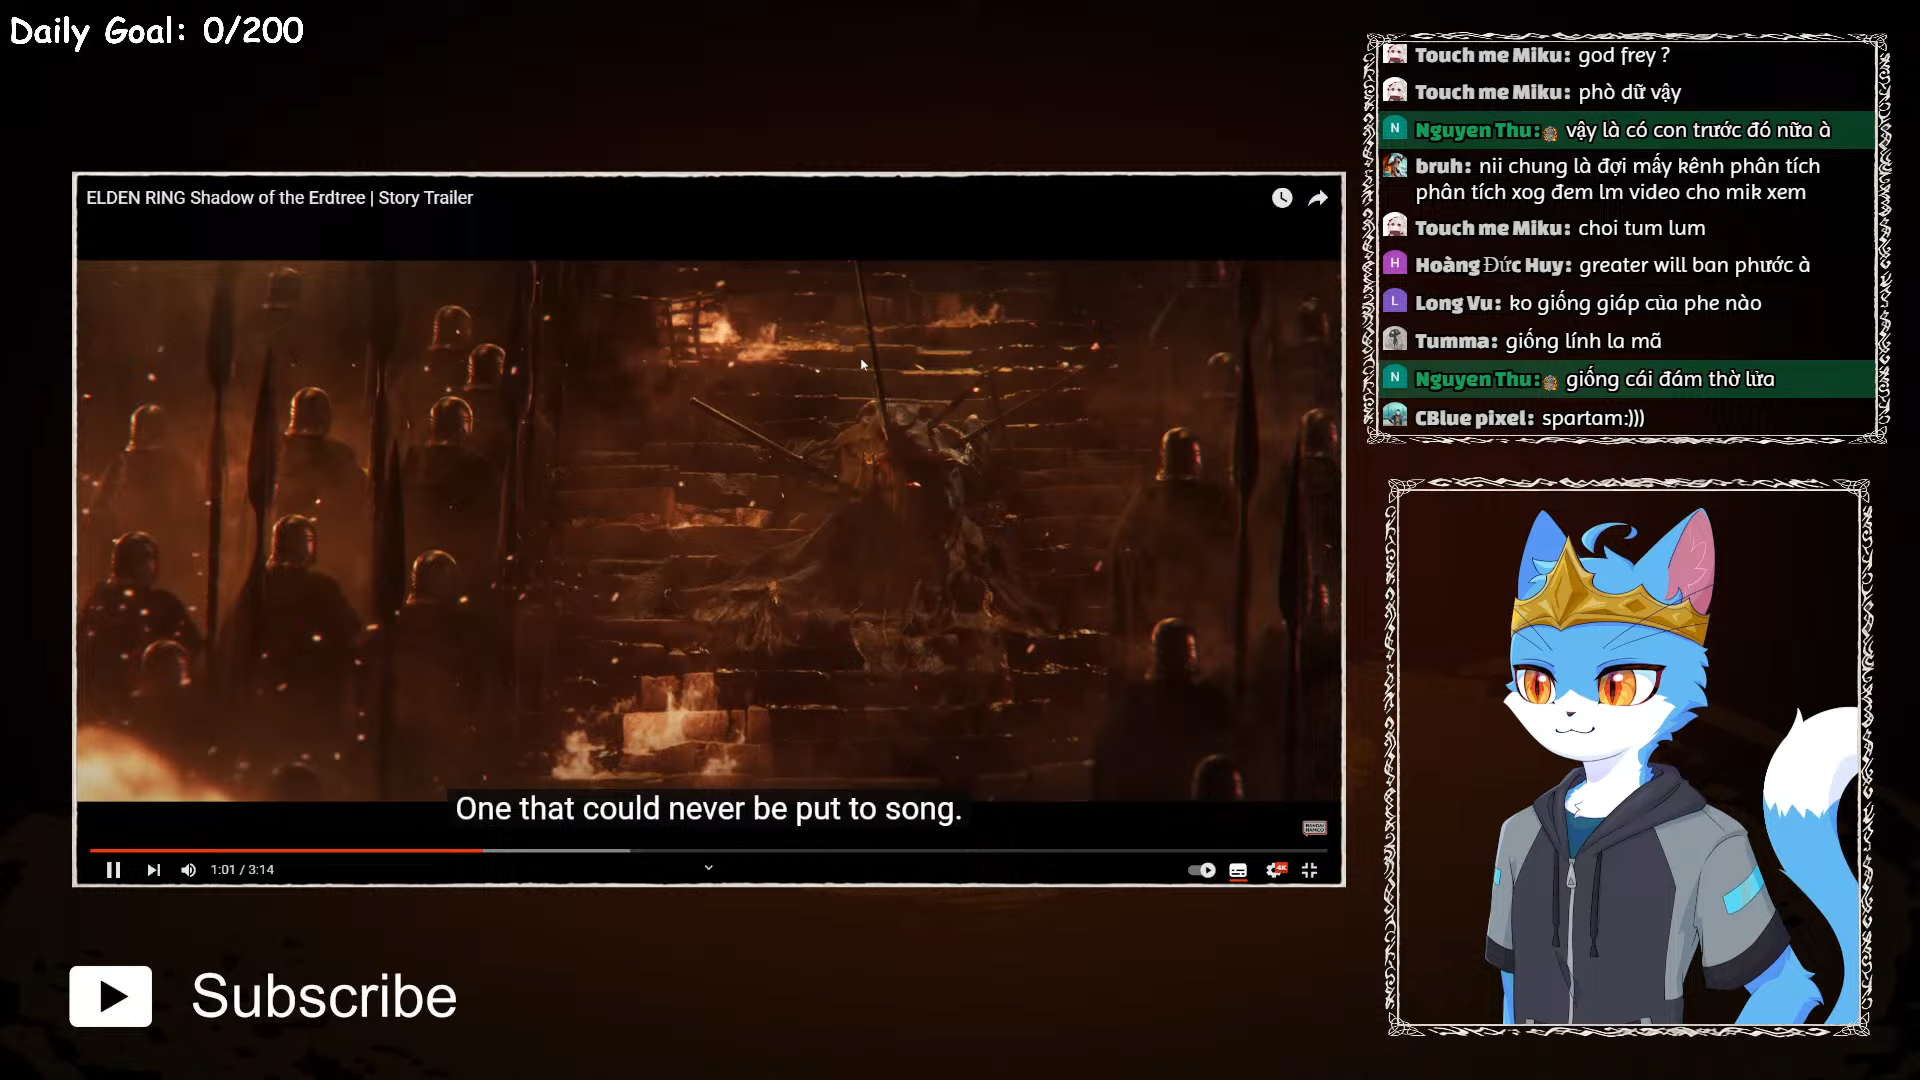 Daily Goal: 0/200
ELDEN RING Shadow of the Erdtree | Story Trailer
One that could never be put to song.
BANDAI
NAMCO
1:01 / 3:14
4K
Subscribe
Touch me Miku: god frey ?
Touch me Miku: phò dữ vậy
N
Nguyen Thu: vậy là có con trước đó nữa à
bruh: nii chung là đợi mấy kênh phân tích
phân tích xog đem lm video cho mik xem
Touch me Miku: choi tum lum
H
Hoàng Đức Huy: greater will ban phước à
L
Long Vu: ko giống giáp của phe nào
Tumma: giống lính la mã
N
Nguyen Thu: giống cái đám thờ lửa
CBlue pixel: spartam:)))